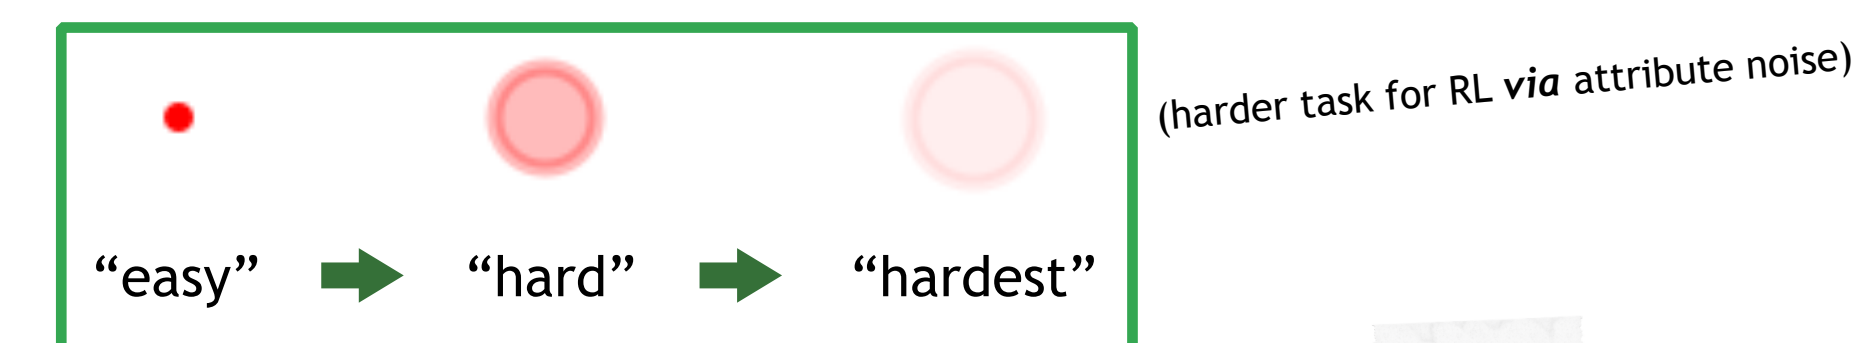 (harder task for RL via attribute noise)
“easy” “hard” “hardest”